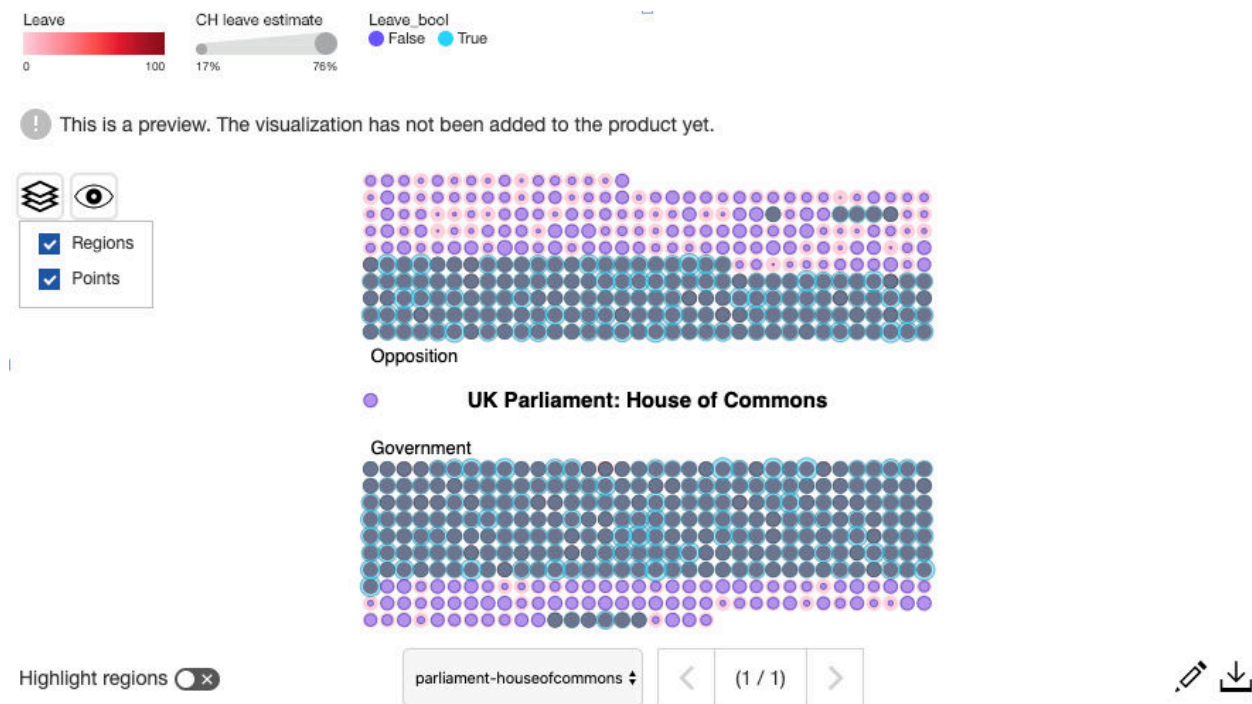 Leave CH leave estimate Leave_bool
False True
0 100 17% 76%
! This is a preview. The visualization has not been added to the product yet.
Regions
Points
Opposition
UK Parliament: House of Commons
Government
Highlight regions parliament-houseofcommons (1 / 1)